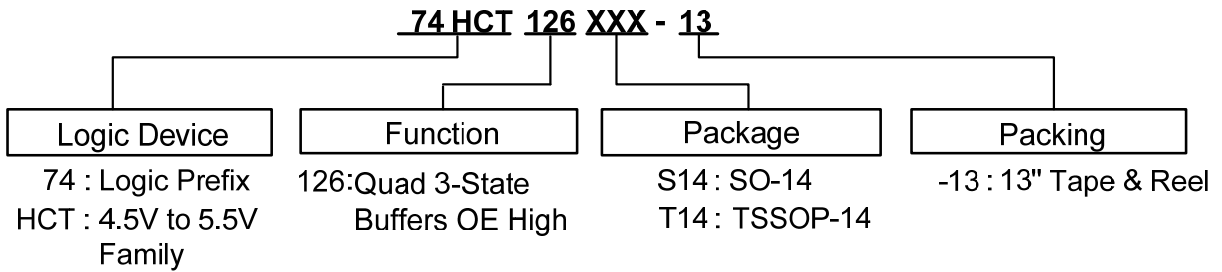 74 HCT 126 XXX - 13
Logic Device
Function
Package
Packing
74 : Logic Prefix
HCT : 4.5V to 5.5V
Family
126: Quad 3-State
Buffers OE High
S14 : SO-14
T14 : TSSOP-14
-13 : 13" Tape & Reel